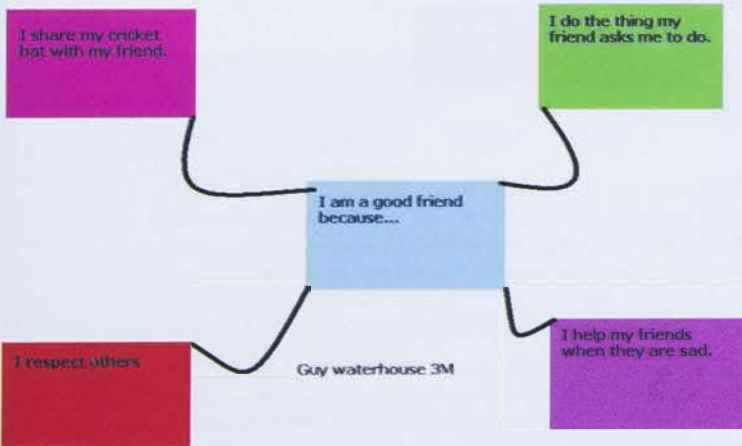 I share my cricket
bat with my friend.
I do the thing my
friend asks me to do.
I am a good friend
because...
I respect others
I help my friends
when they are sad.
Guy waterhouse 3M